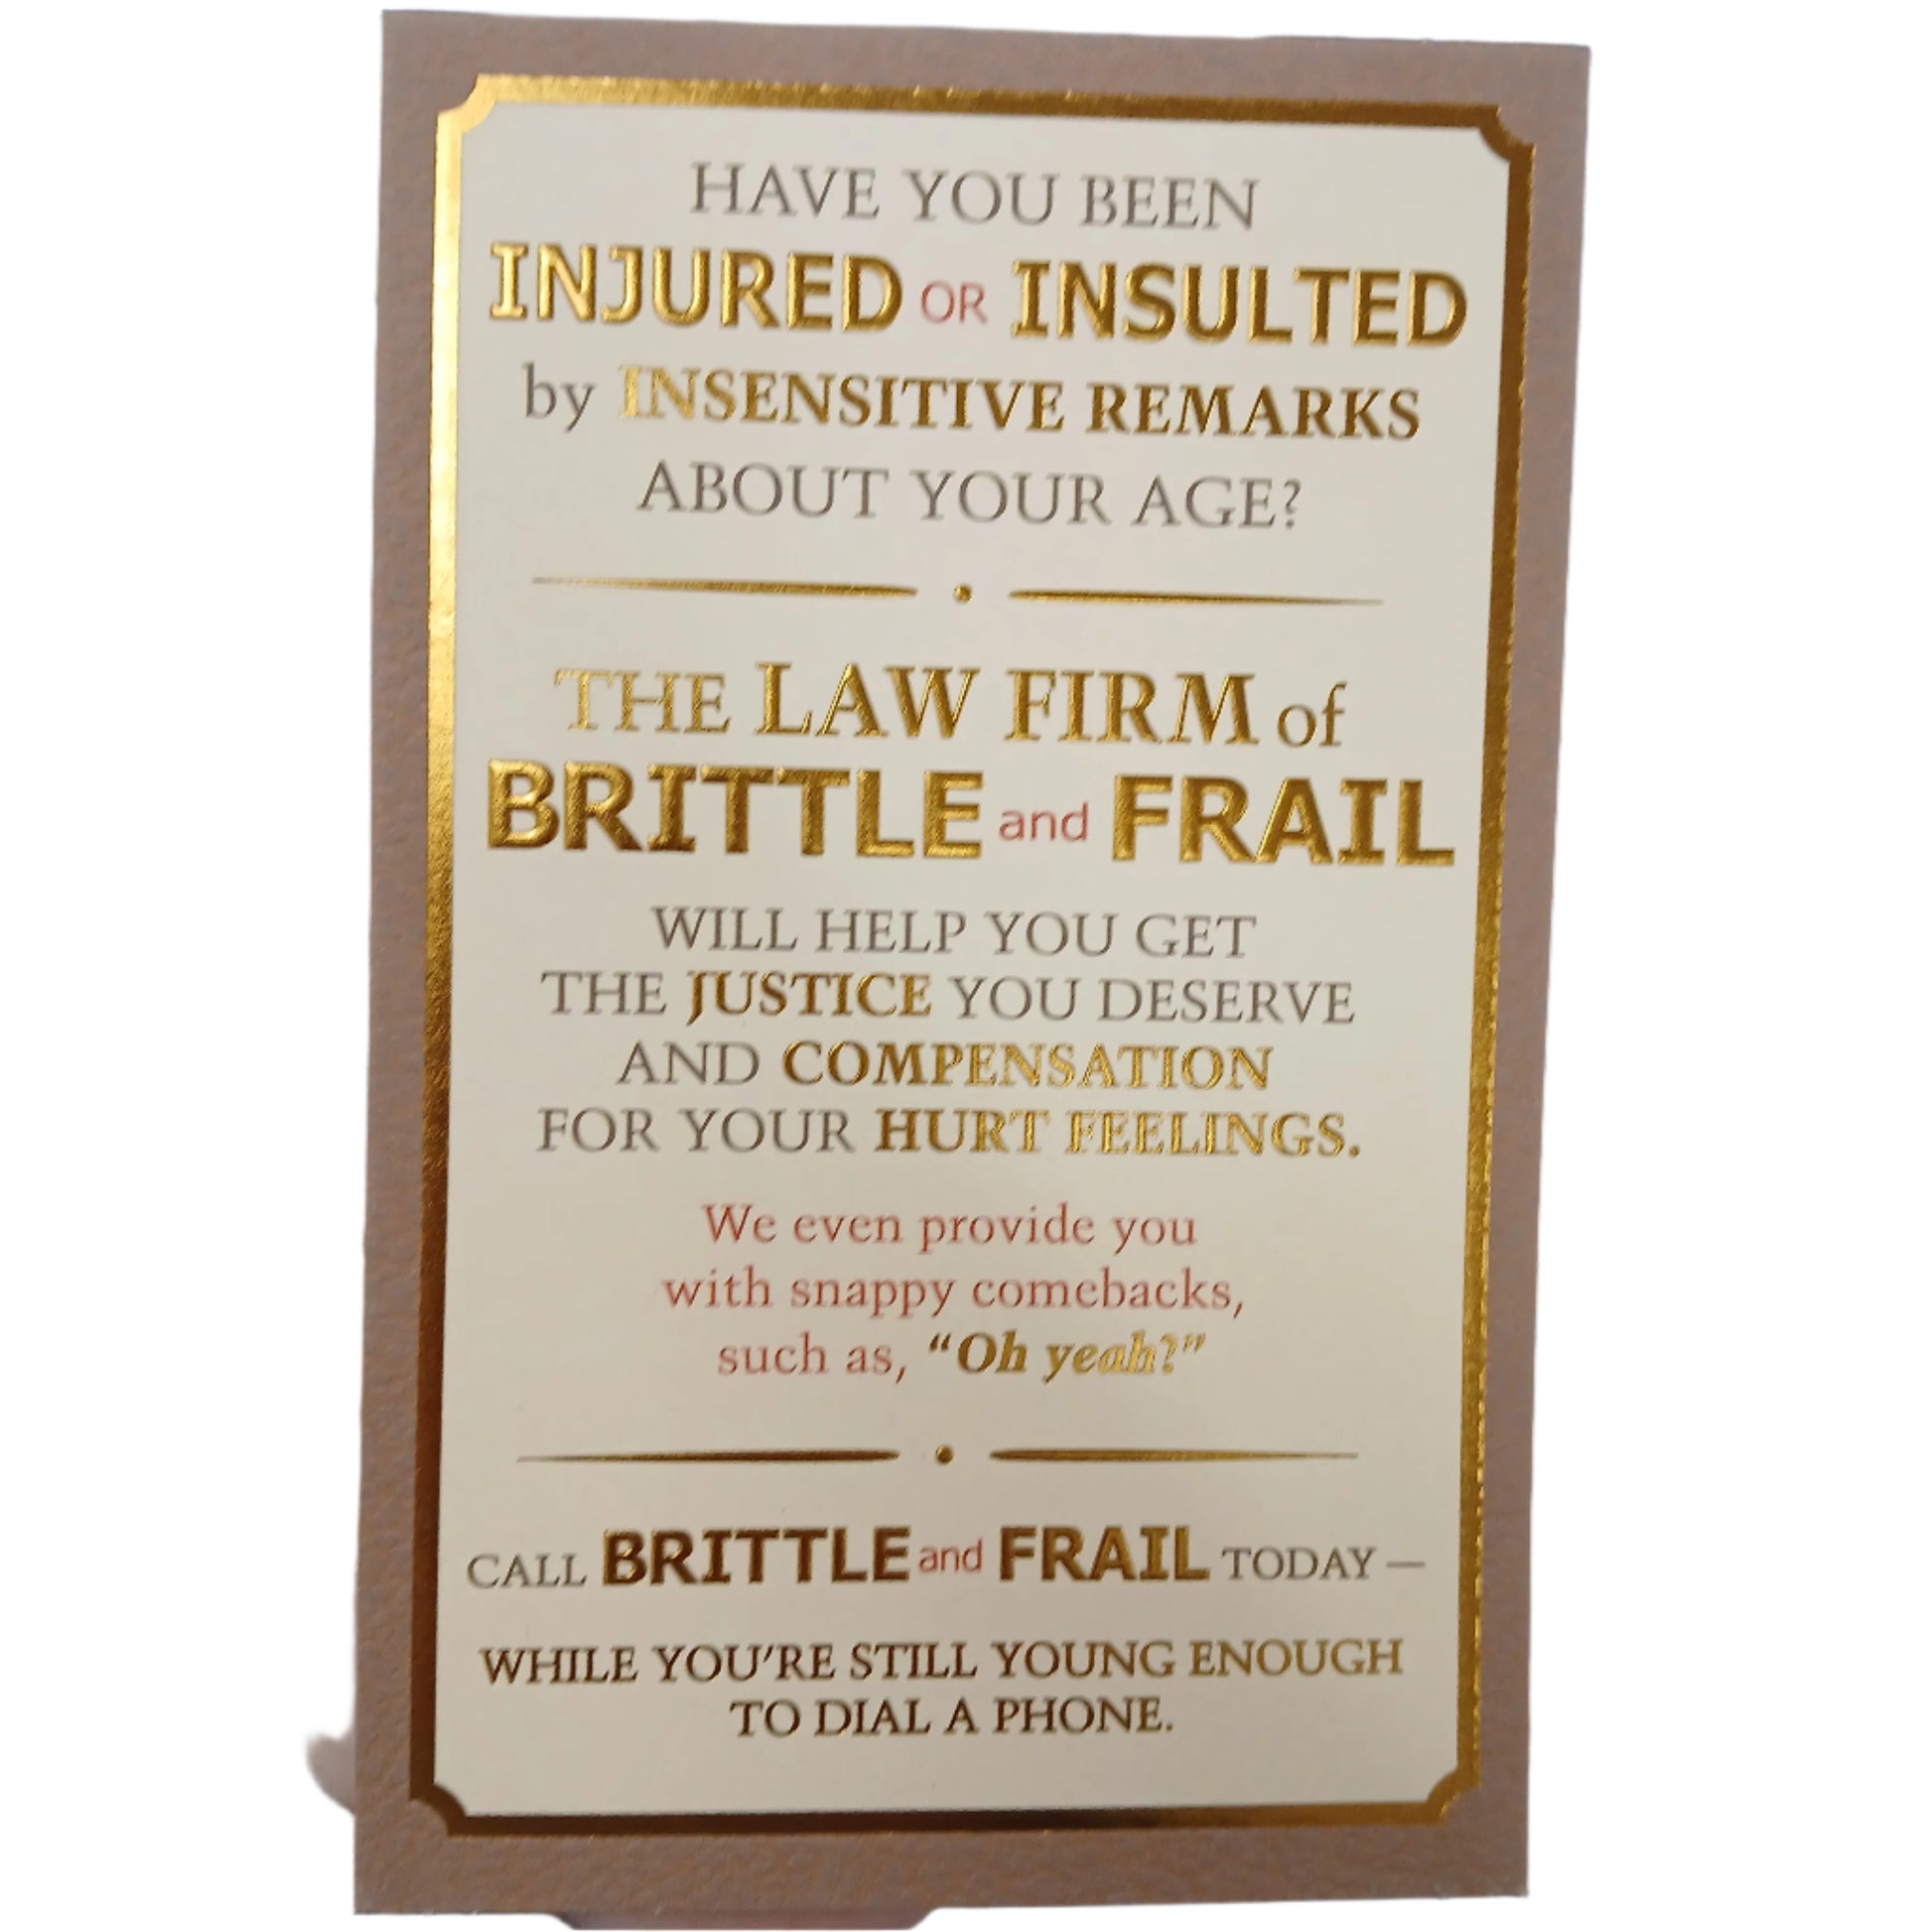 HAVE YOU BEEN
INJURED OR INSULTED
by INSENSITIVE REMARKS
ABOUT YOUR AGE?
THE LAW FIRM of
BRITTLE and FRAIL
WILL HELP YOU GET
THE JUSTICE YOU DESERVE
AND COMPENSATION
FOR YOUR HURT FEELINGS.
We even provide you
with snappy comebacks,
such as, “Oh yeah?”
CALL BRITTLE and FRAIL TODAY —
WHILE YOU'RE STILL YOUNG ENOUGH
TO DIAL A PHONE.